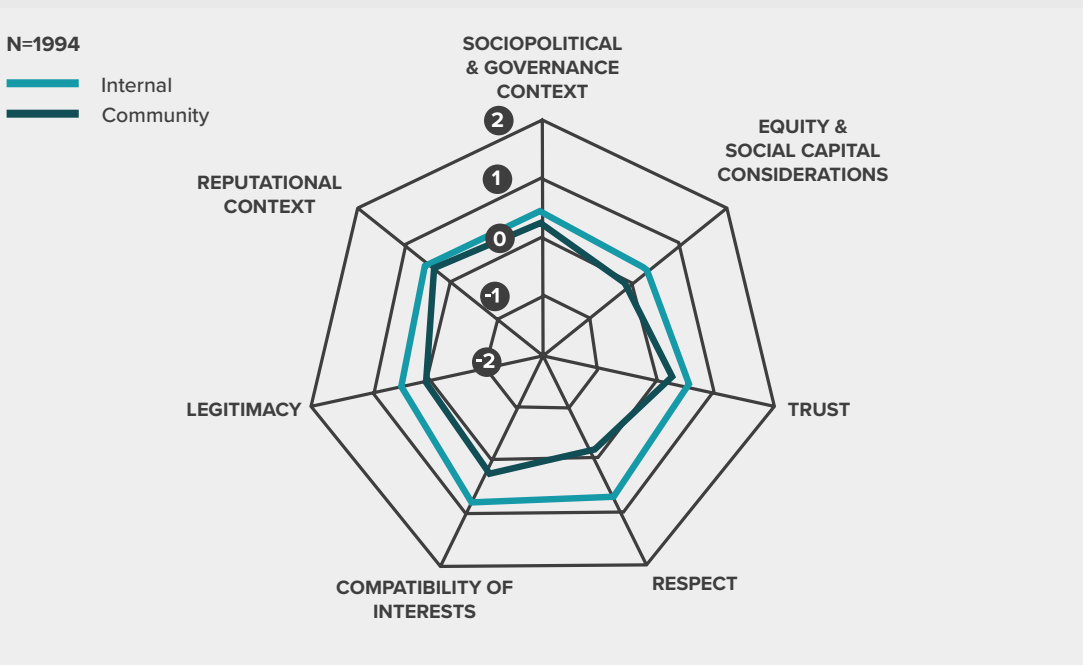 N=1994
Internal
Community
SOCIOPOLITICAL
& GOVERNANCE
CONTEXT
EQUITY &
SOCIAL CAPITAL
CONSIDERATIONS
REPUTATIONAL
CONTEXT
2
1
0
-1
-2
LEGITIMACY
TRUST
COMPATIBILITY OF
INTERESTS
RESPECT